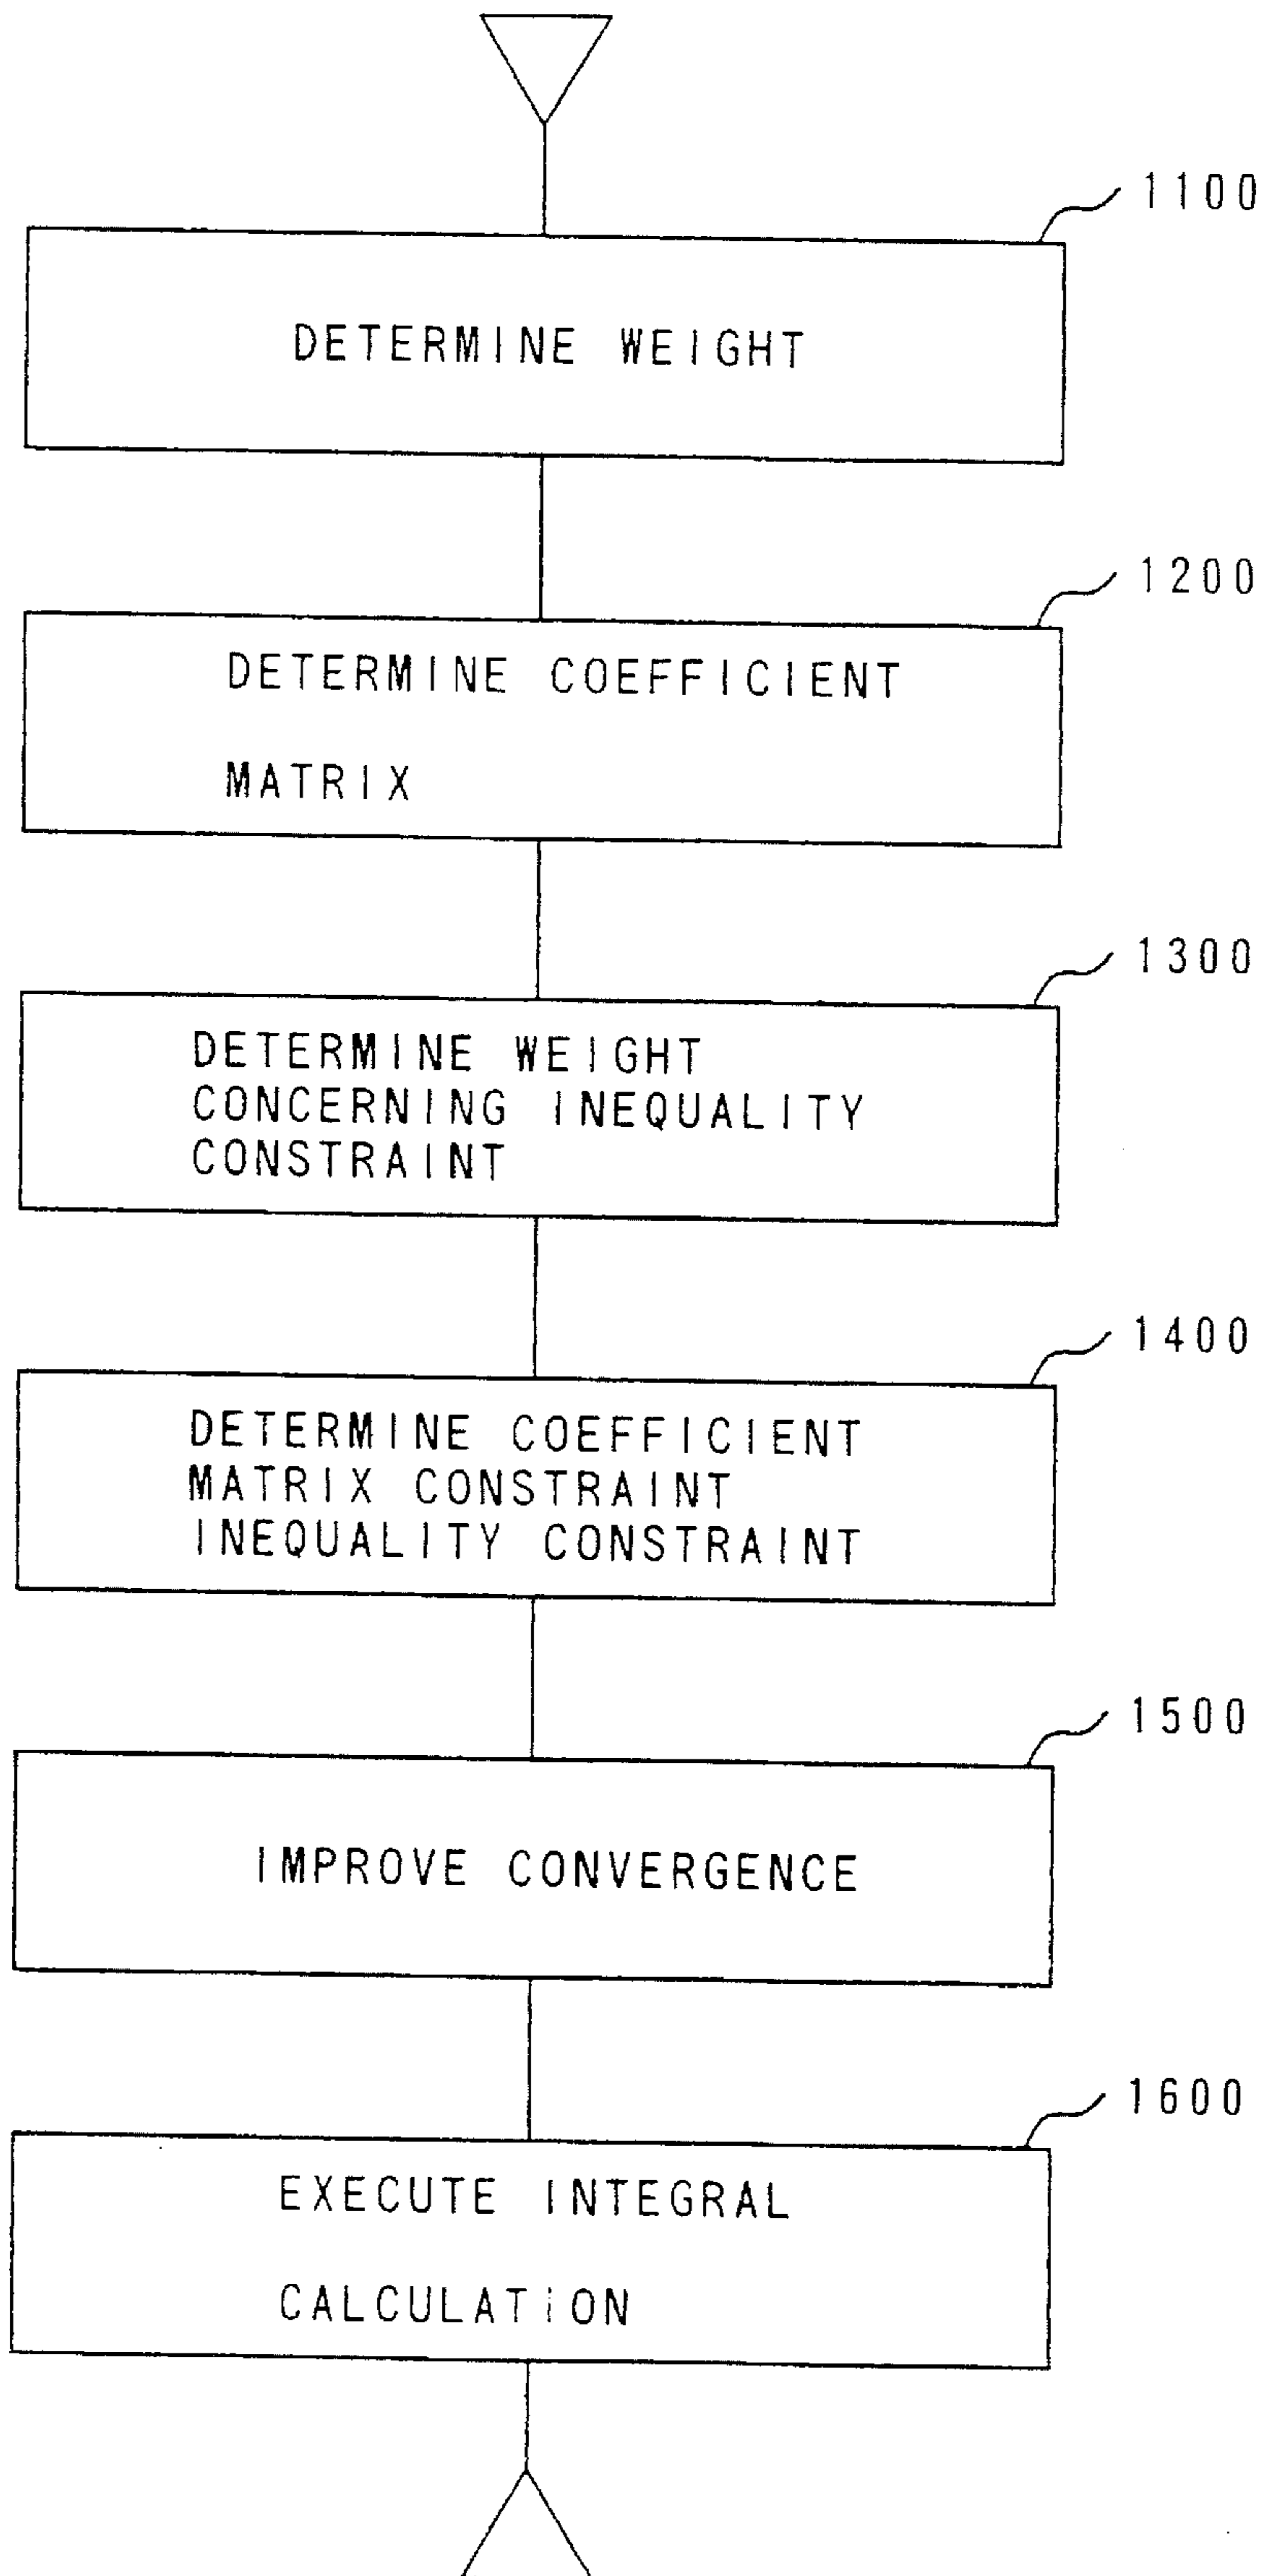 1100
DETERMINE WEIGHT
1200
DETERMINE COEFFICIENT
MATRIX
1300
DETERMINE WEIGHT
CONCERNING INEQUALITY
CONSTRAINT
1400
DETERMINE COEFFICIENT
MATRIX CONSTRAINT
INEQUALITY CONSTRAINT
1500
IMPROVE CONVERGENCE
1600
EXECUTE INTEGRAL
CALCULATION